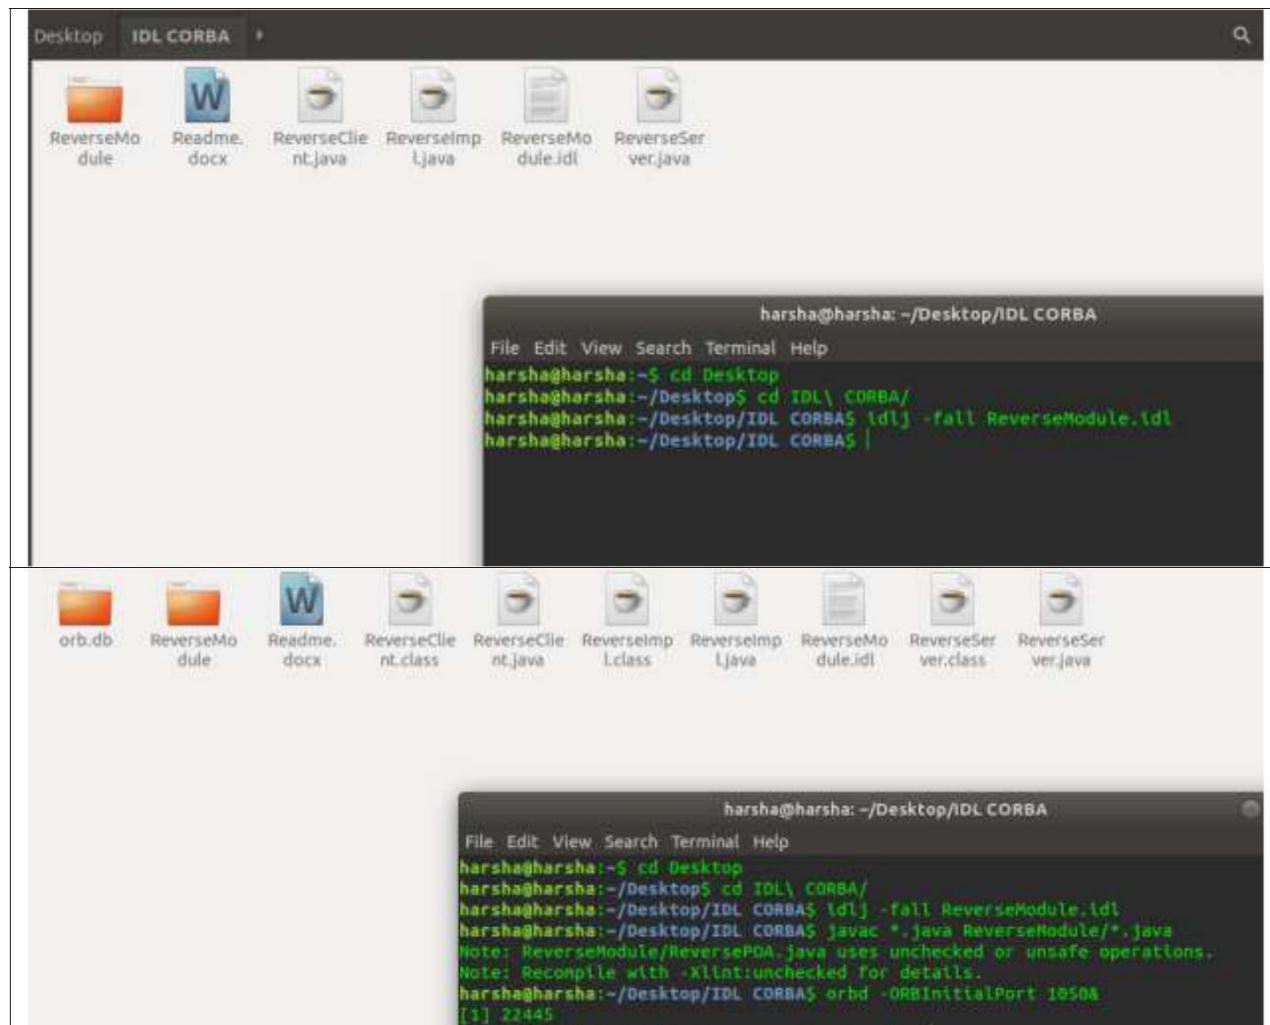 Desktop IDL CORBA
ReverseMo Readme. ReverseClie ReverseImp ReverseMo ReverseSer
dule docx nt.java l.java dule.idl ver.java
harsha@harsha: ~/Desktop/IDL CORBA
File Edit View Search Terminal Help
harsha@harsha:~$ cd Desktop
harsha@harsha:~/Desktop$ cd IDL\ CORBA/
harsha@harsha:~/Desktop/IDL CORBA$ idlj -fall ReverseModule.idl
harsha@harsha:~/Desktop/IDL CORBA$
W
W
orb.db ReverseMo Readme. ReverseClie ReverseClie ReverseImp ReverseImp ReverseMo ReverseSer ReverseSer
dule docx nt.class nt.java l.class l.java dule.idl ver.class ver.java
harsha@harsha: ~/Desktop/IDL CORBA
File Edit View Search Terminal Help
harsha@harsha:~$ cd Desktop
harsha@harsha:~/Desktop$ cd IDL\ CORBA/
harsha@harsha:~/Desktop/IDL CORBA$ idlj -fall ReverseModule.idl
harsha@harsha:~/Desktop/IDL CORBA$ javac *.java ReverseModule/*.java
Note: ReverseModule/ReversePOA.java uses unchecked or unsafe operations.
Note: Recompile with -Xlint:unchecked for details.
harsha@harsha:~/Desktop/IDL CORBA$ orbd -ORBInitialPort 1050&
[1] 22445